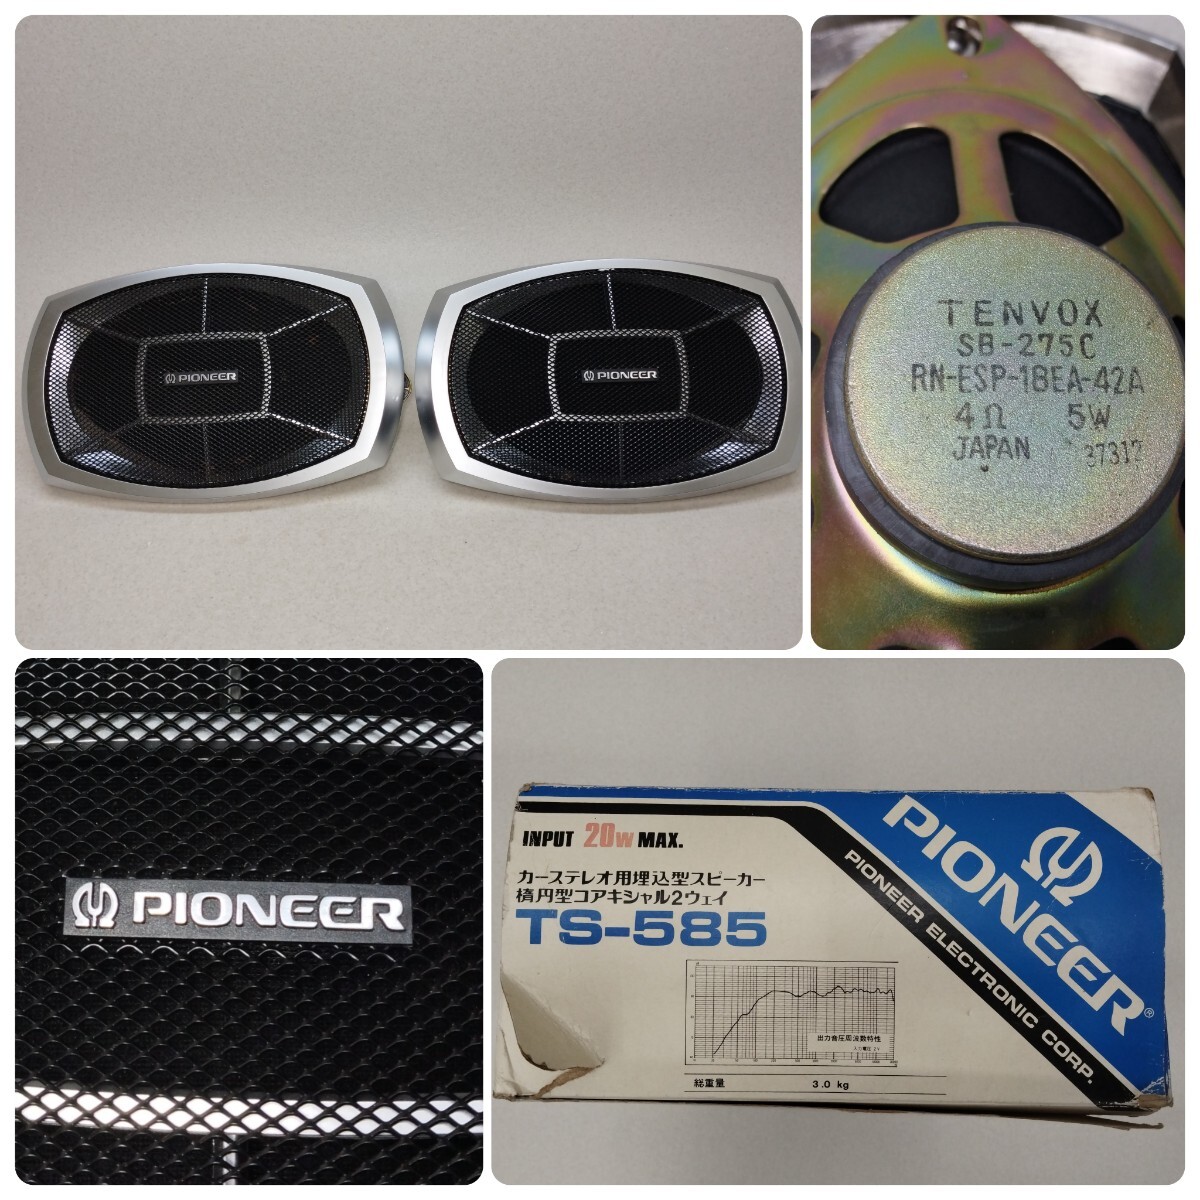 PIONEER
PIONEER
TENVOX
SB-275C
RN-ESP-18EA-42A
4Ω 5W
JAPAN 37317
PIONEER
INPUT 20W MAX.
カーステレオ用埋込型スピーカー
楕円型コアキシャル2ウェイ
TS-585
出力音圧周波数特性
総重量 3.0 kg
PIONEER®
PIONEER ELECTRONIC CORP.